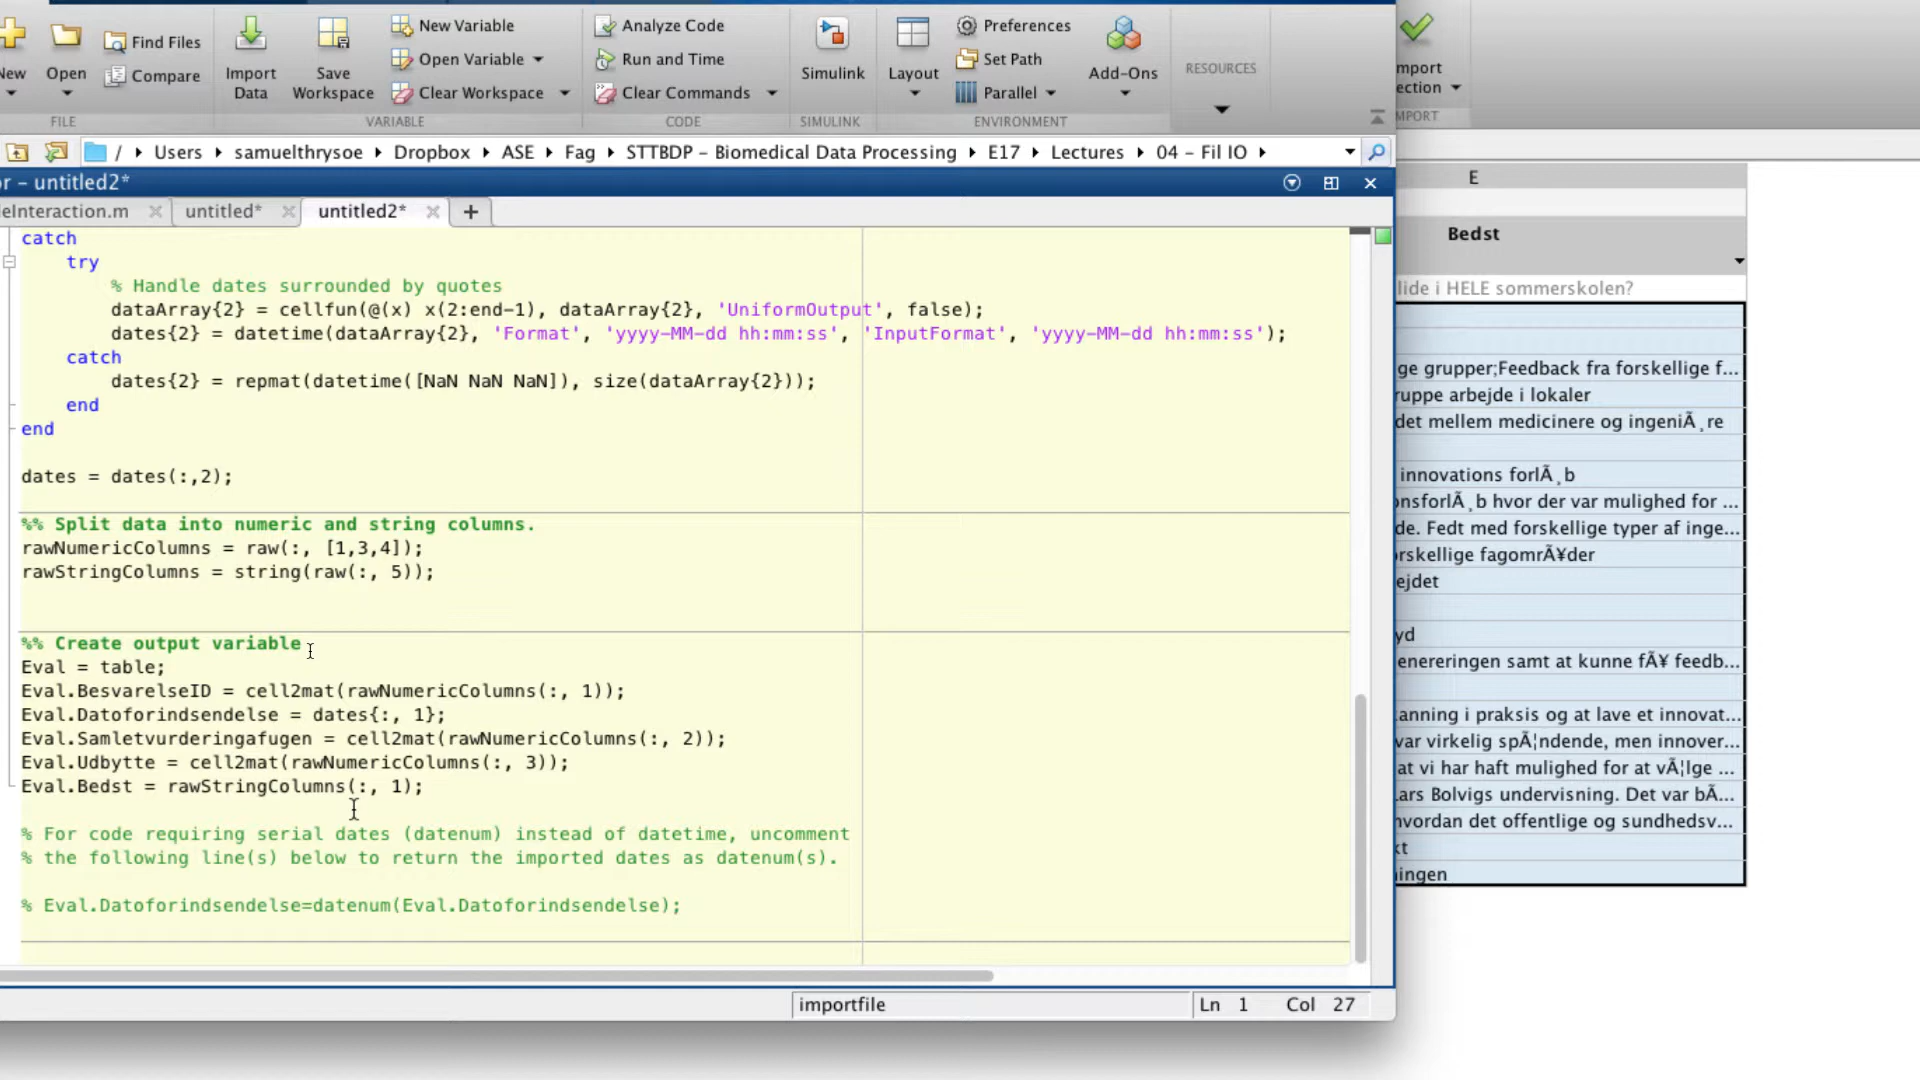 New
Open
Find Files
Compare
FILE
Import
Data
Save
Workspace
New Variable
Open Variable
Clear Workspace
VARIABLE
Analyze Code
Run and Time
Clear Commands
CODE
Simulink
SIMULINK
Layout
Preferences
Set Path
Parallel
Add-Ons
ENVIRONMENT
RESOURCES
mport
ection
MPORT
/ Users samuelthrysoe Dropbox ASE Fag STTBDP - Biomedical Data Processing E17 Lectures 04 - Fil IO
or - untitled2*
leInteraction.m untitled* untitled2* +
catch
try
% Handle dates surrounded by quotes
dataArray{2} = cellfun(@(x) x(2:end-1), dataArray{2}, 'UniformOutput', false);
dates{2} = datetime(dataArray{2}, 'Format', 'yyyy-MM-dd hh:mm:ss', 'InputFormat', 'yyyy-MM-dd hh:mm:ss');
catch
dates{2} = repmat(datetime([NaN NaN NaN]), size(dataArray{2}));
end
end
dates = dates(:,2);
%% Split data into numeric and string columns.
rawNumericColumns = raw(:, [1,3,4]);
rawStringColumns = string(raw(:, 5));
%% Create output variable
Eval = table;
Eval.BesvarelseID = cell2mat(rawNumericColumns(:, 1));
Eval.Datoforindsendelse = dates{:, 1};
Eval.Samletvurderingafugen = cell2mat(rawNumericColumns(:, 2));
Eval.Udbytte = cell2mat(rawNumericColumns(:, 3));
Eval.Bedst = rawStringColumns(:, 1);
% For code requiring serial dates (datenum) instead of datetime, uncomment
% the following line(s) below to return the imported dates as datenum(s).
% Eval.Datoforindsendelse=datenum(Eval.Datoforindsendelse);
importfile
Ln 1 Col 27
E
Bedst
lide i HELE sommerskolen?
ge grupper;Feedback fra forskellige f...
ruppe arbejde i lokaler
det mellem medicinere og ingeniÃ¸re
innovations forlÃ¸b
onsforlÃ¸b hvor der var mulighed for ...
de. Fedt med forskellige typer af inge...
orskellige fagomrÃ¥der
ejdet
yd
enereringen samt at kunne fÃ¥ feedb...
anning i praksis og at lave et innovat...
var virkelig spÃ¦ndende, men innover...
at vi har haft mulighed for at vÃ¦lge ...
Lars Bolvigs undervisning. Det var bÃ...
hvordan det offentlige og sundhedsv...
kt
ningen